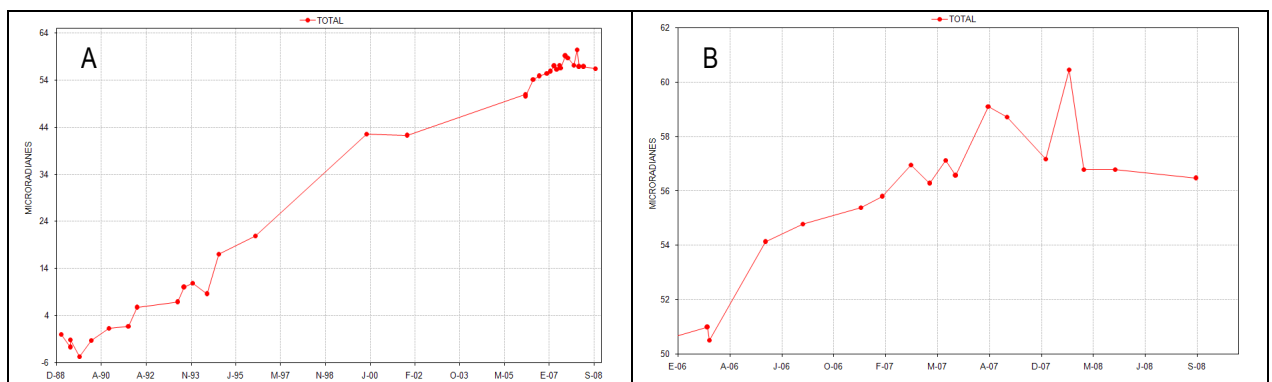 TOTAL
A
64
54
44
34
24
14
4
-6
MICRORADIANES
D-88 A-90 A-92 N-93 J-95 M-97 N-98 J-00 F-02 O-03 M-05 E-07 S-08
TOTAL
B
62
60
58
56
54
52
50
MICRORADIANES
E-06 A-06 J-06 O-06 F-07 M-07 A-07 D-07 M-08 J-08 S-08